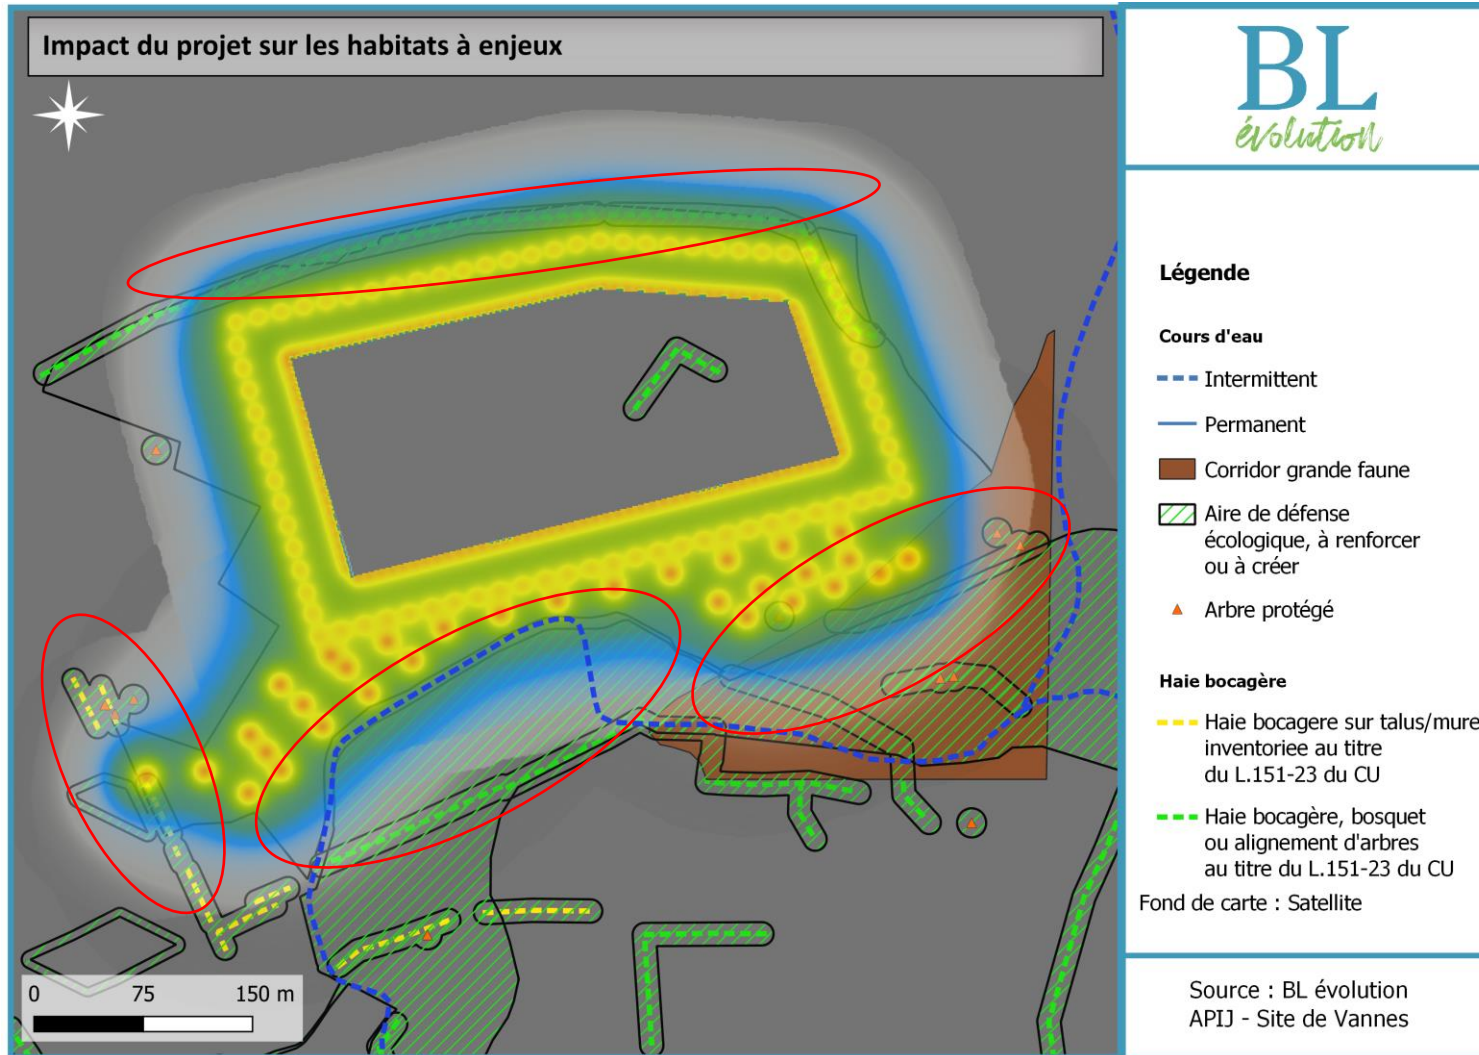 Impact du projet sur les habitats à enjeux
BL
évolution
Légende
Cours d'eau
Intermittent
Permanent
Corridor grande faune
Aire de défense
écologique, à renforcer
ou à créer
Arbre protégé
Haie bocagère
Haie bocagere sur talus/mure
inventoriee au titre
du L.151-23 du CU
Haie bocagère, bosquet
ou alignement d'arbres
au titre du L.151-23 du CU
Fond de carte : Satellite
0 75 150 m
Source : BL évolution
APIJ - Site de Vannes